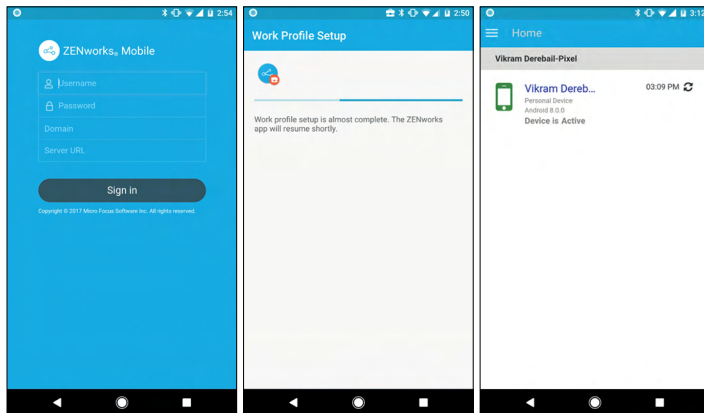 2:54
ZENworks® Mobile
Username
Password
Domain
Server URL
Sign in
Copyright © 2017 Micro Focus Software Inc. All rights reserved.
2:50
Work Profile Setup
Work profile setup is almost complete. The ZENworks
app will resume shortly.
3:12
Home
Vikram Derebail-Pixel
Vikram Dereb...
03:09 PM
Personal Device
Android 8.0.0
Device is Active